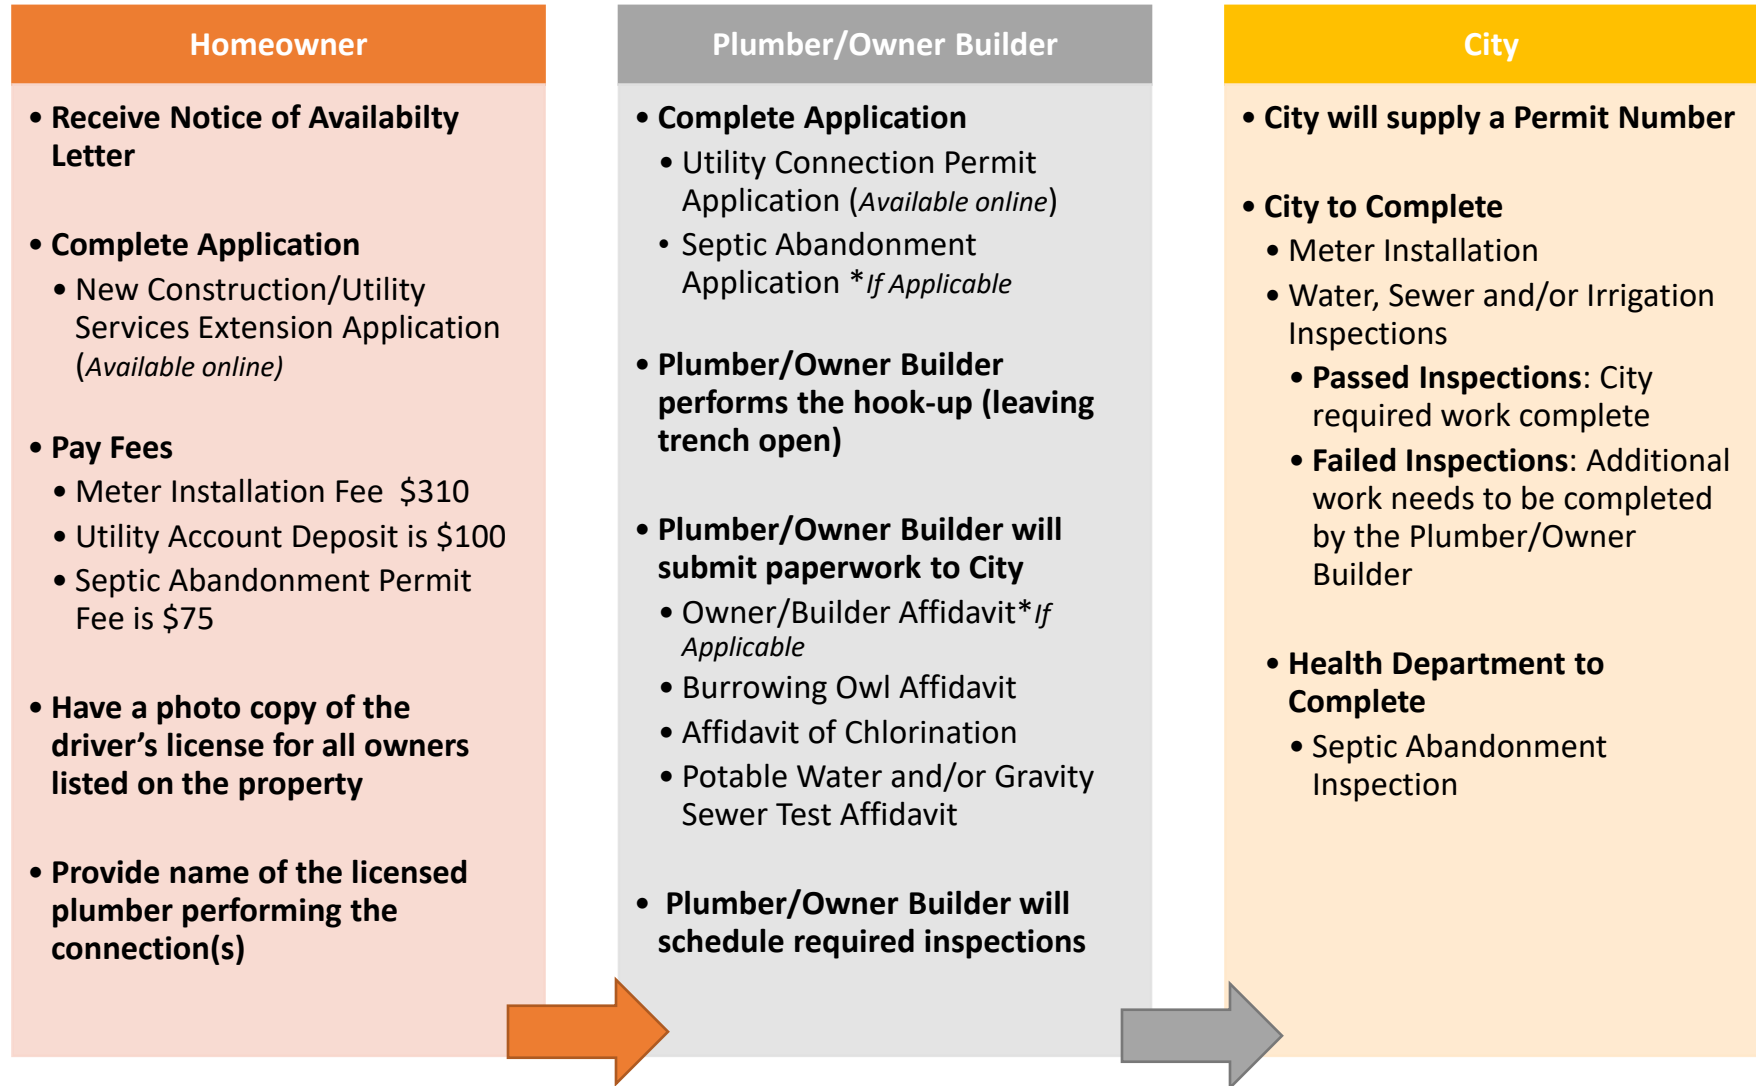 Homeowner
• Receive Notice of Availabilty
Letter
• Complete Application
• New Construction/Utility
Services Extension Application
(Available online)
• Pay Fees
• Meter Installation Fee  $310
• Utility Account Deposit is $100
• Septic Abandonment Permit
Fee is $75
• Have a photo copy of the
driver’s license for all owners
listed on the property
• Provide name of the licensed
plumber performing the
connection(s)
Plumber/Owner Builder
• Complete Application
• Utility Connection Permit
Application (Available online)
• Septic Abandonment
Application *If Applicable
• Plumber/Owner Builder
performs the hook-up (leaving
trench open)
• Plumber/Owner Builder will
submit paperwork to City
• Owner/Builder Affidavit*If
Applicable
• Burrowing Owl Affidavit
• Affidavit of Chlorination
• Potable Water and/or Gravity
Sewer Test Affidavit
• Plumber/Owner Builder will
schedule required inspections
City
• City will supply a Permit Number
• City to Complete
• Meter Installation
• Water, Sewer and/or Irrigation
Inspections
• Passed Inspections: City
required work complete
• Failed Inspections: Additional
work needs to be completed
by the Plumber/Owner
Builder
• Health Department to
Complete
• Septic Abandonment
Inspection